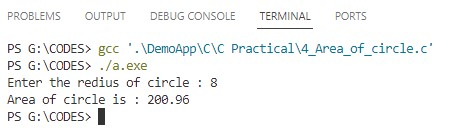 PROBLEMS OUTPUT DEBUG CONSOLE TERMINAL PORTS
PS G:\CODES> gcc '.\DemoApp\C\C Practical\4_Area_of_circle.c'
PS G:\CODES> ./a.exe
Enter the redius of circle : 8
Area of circle is : 200.96
PS G:\CODES>